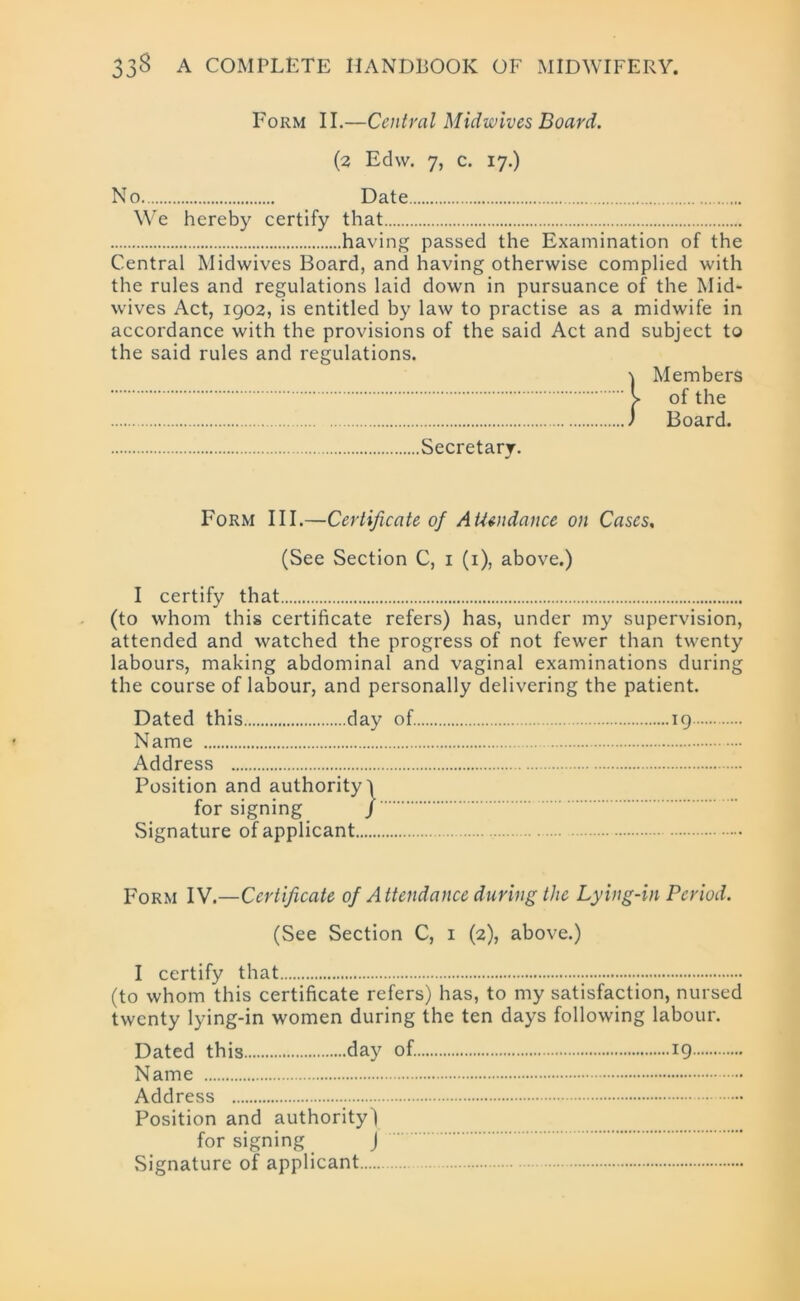 338 A COMPLETE HANDBOOK OF MIDWIFERY.
Form II.—Central Midwives Board.
(2 Edw. 7, c. 17.)
No.............................. Date..............................
We hereby certify that..............................
..............................having passed the Examination of the
Central Midwives Board, and having otherwise complied with
the rules and regulations laid down in pursuance of the Mid-
wives Act, 1902, is entitled by law to practise as a midwife in
accordance with the provisions of the said Act and subject to
the said rules and regulations.
Members
.............................. } of the
.............................. Board.
..............................Secretary.
Form III.—Certificate of Attendance on Cases.
(See Section C, 1 (1), above.)
I certify that..............................
(to whom this certificate refers) has, under my supervision,
attended and watched the progress of not fewer than twenty
labours, making abdominal and vaginal examinations during
the course of labour, and personally delivering the patient.
Dated this....................day of..............................19..........
Name ..............................
Address ..............................
Position and authority }
for signing ..............................
Signature of applicant..............................
Form IV.—Certificate of Attendance during the Lying-in Period.
(See Section C, 1 (2), above.)
I certify that..............................
(to whom this certificate refers) has, to my satisfaction, nursed
twenty lying-in women during the ten days following labour.
Dated this....................day of..............................19..........
Name ..............................
Address ..............................
Position and authority }
for signing ..............................
Signature of applicant..............................